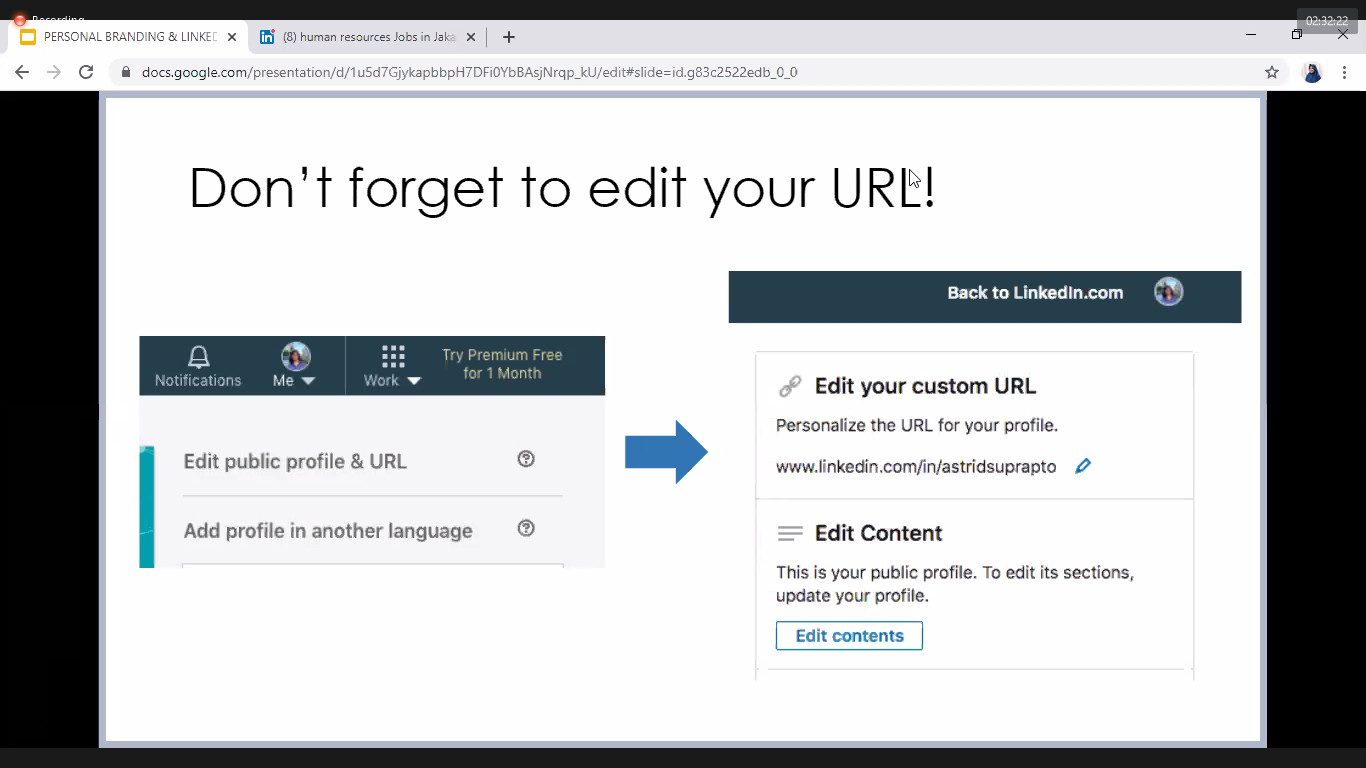 Recording
02:32:22
PERSONAL BRANDING & LINKED
(8) human resources Jobs in Jaka
docs.google.com/presentation/d/1u5d7GjykapbbpH7DFi0YbBAsjNrqp_kU/edit#slide=id.g83c2522edb_0_0
Don’t forget to edit your URL!
Notifications
Me
Work
Try Premium Free
for 1 Month
Edit public profile & URL
Add profile in another language
Back to LinkedIn.com
Edit your custom URL
Personalize the URL for your profile.
www.linkedin.com/in/astridsuprapto
Edit Content
This is your public profile. To edit its sections,
update your profile.
Edit contents